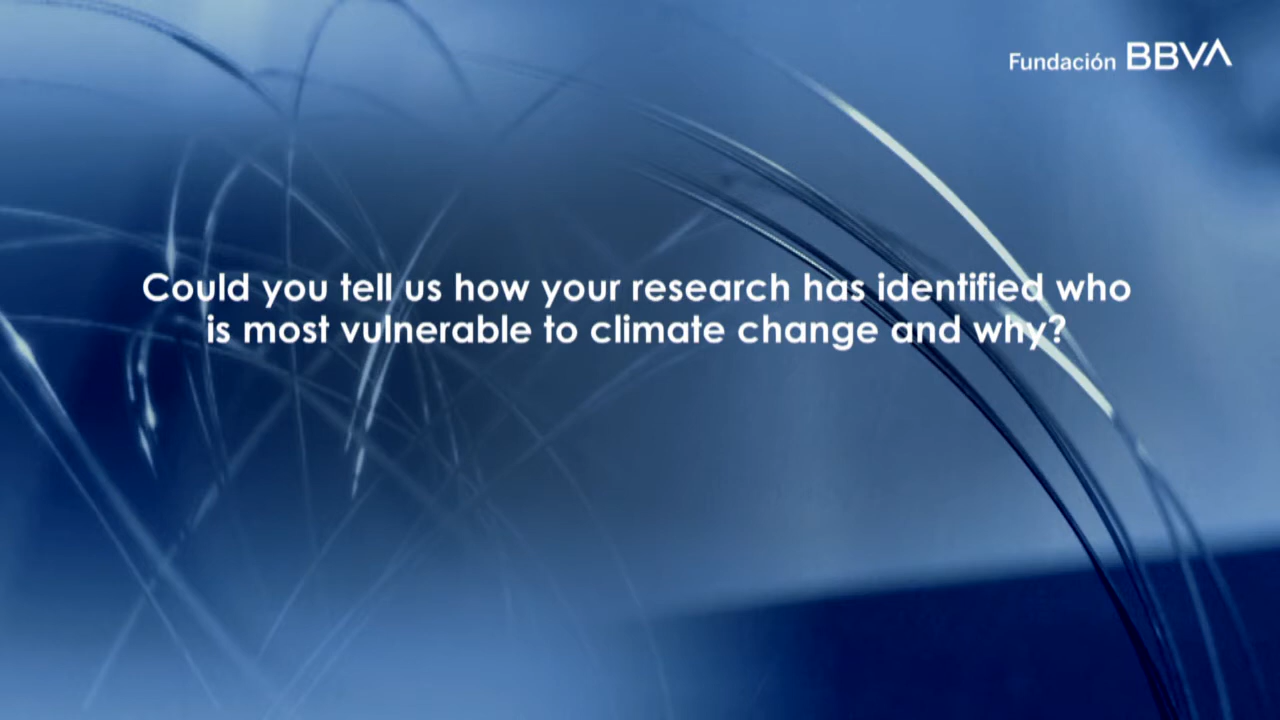 Fundación BBVA
Could you tell us how your research has identified who
is most vulnerable to climate change and why?